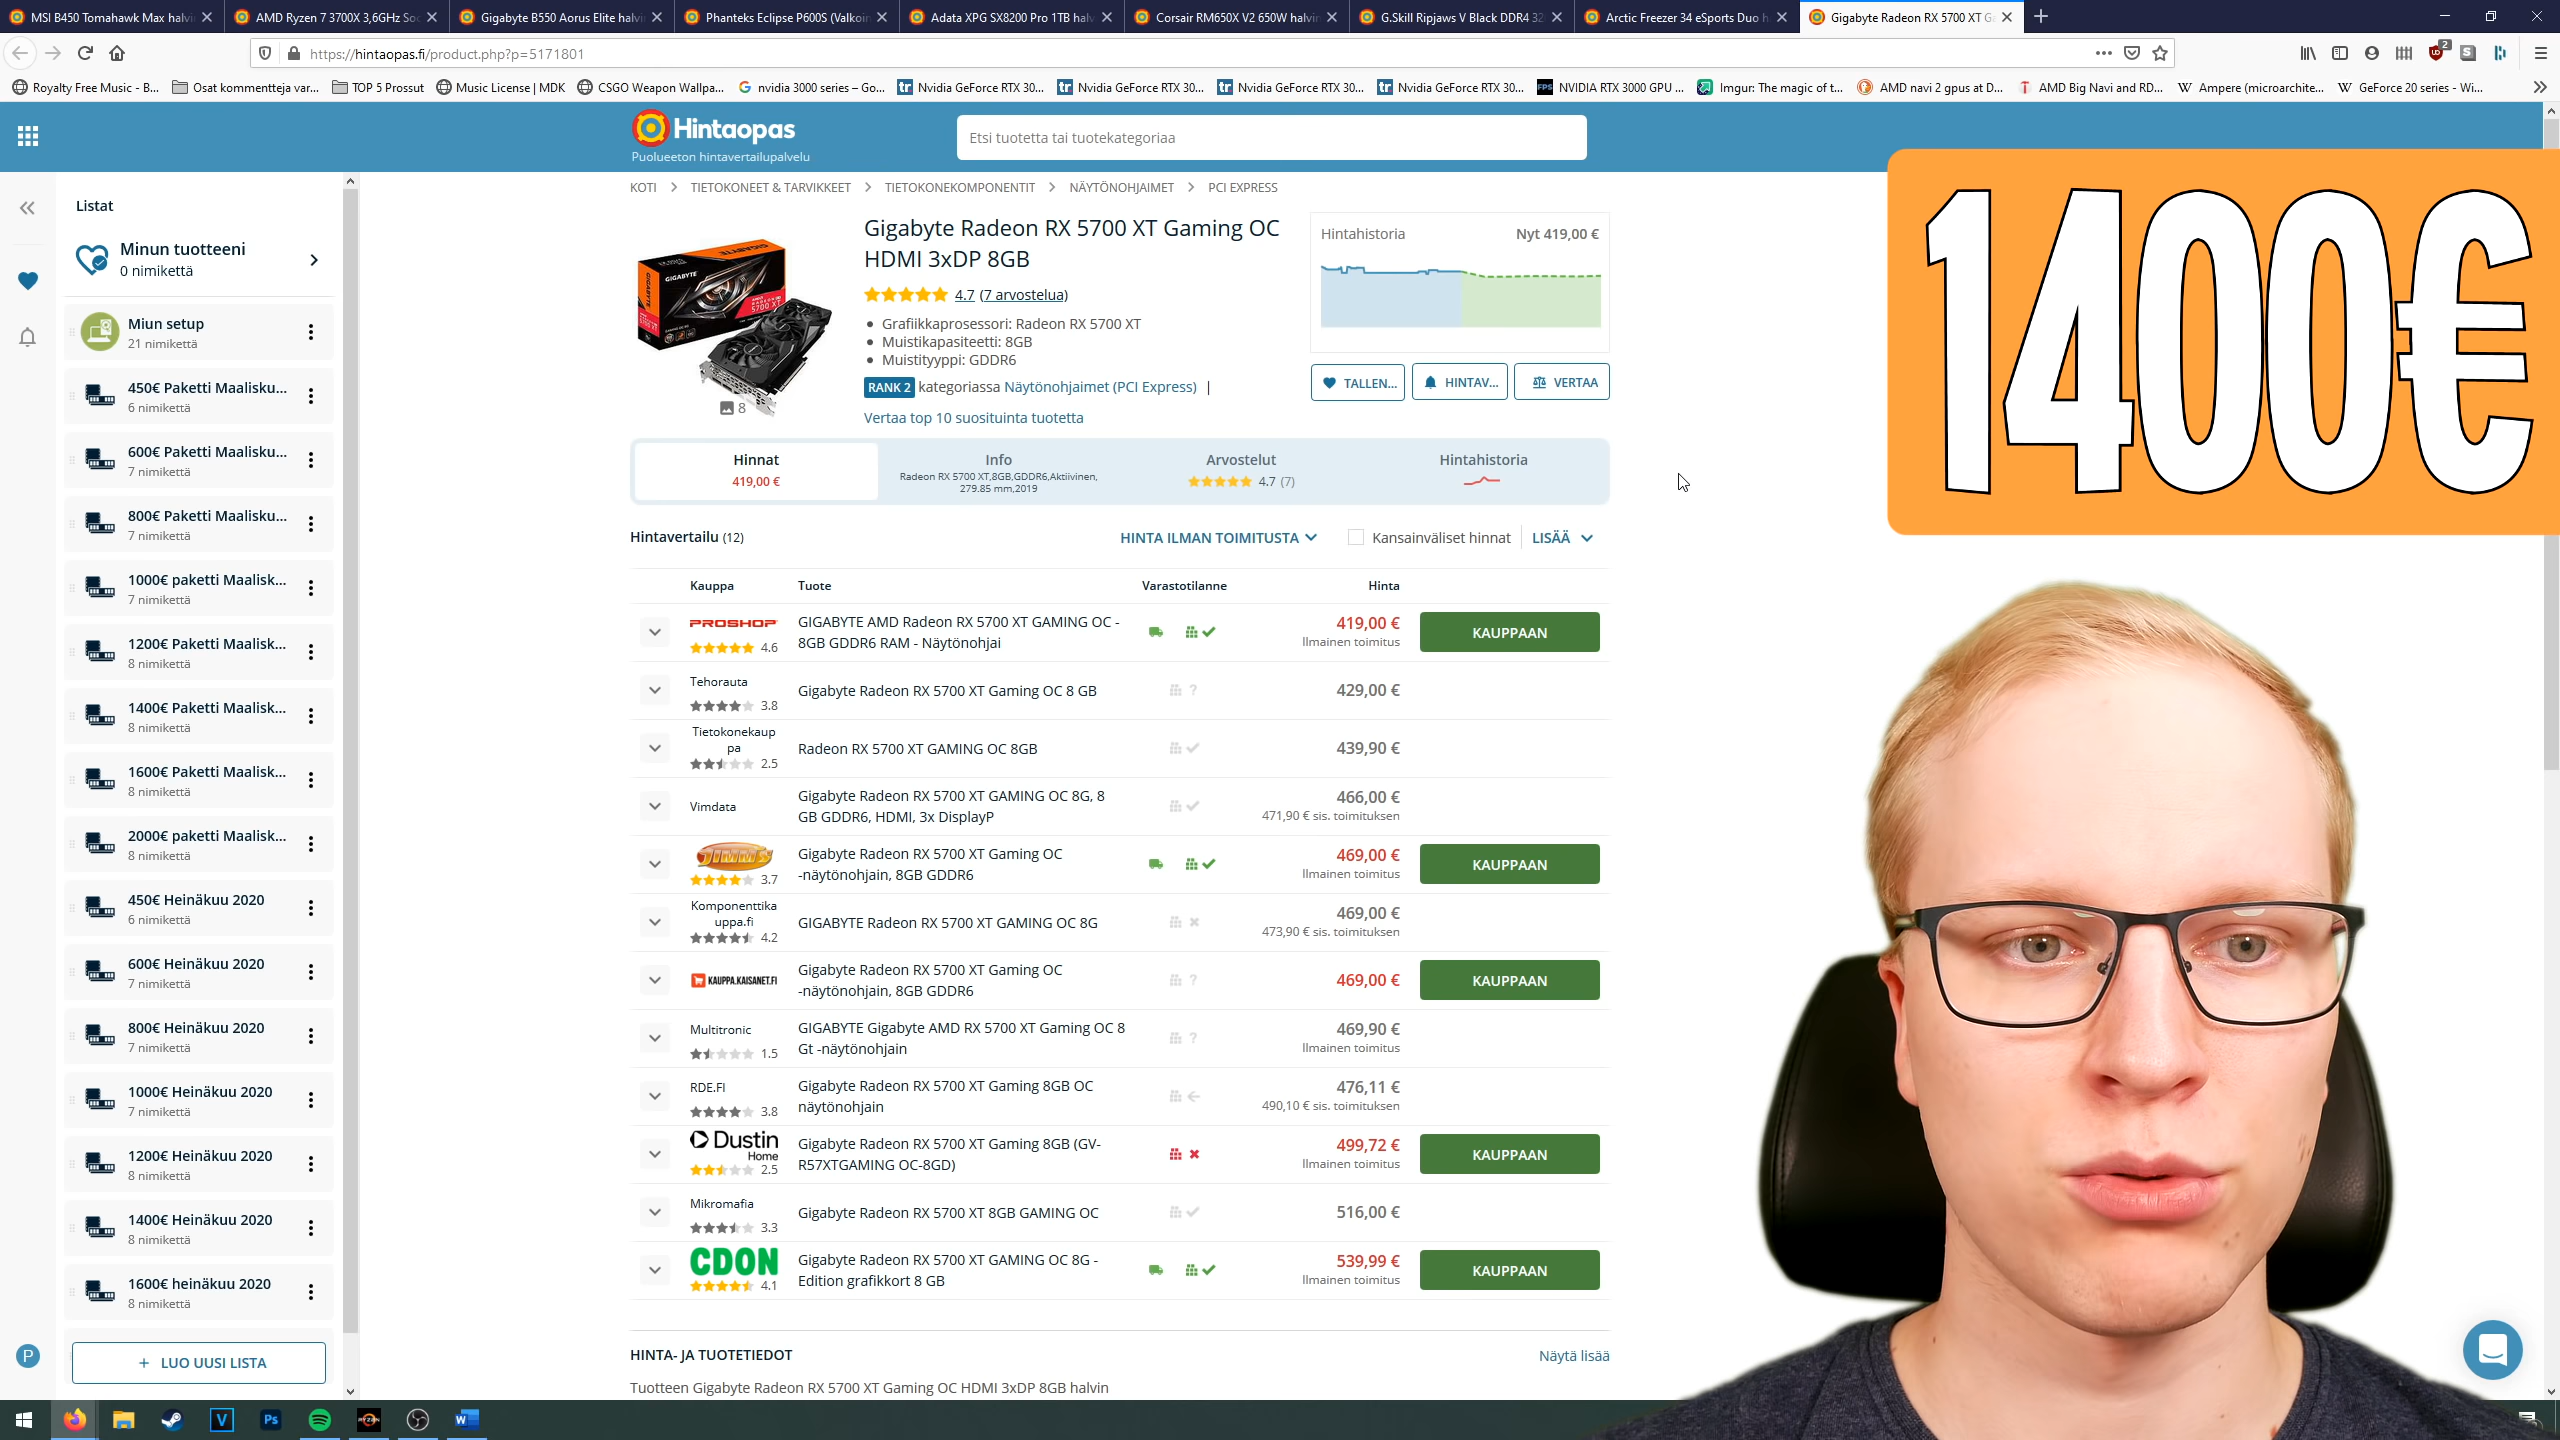 MSI B450 Tomahawk Max halvi
AMD Ryzen 7 3700X 3,6GHz Soc
Gigabyte B550 Aorus Elite halvi
Phanteks Eclipse P600S (Valkoin
Adata XPG SX8200 Pro 1TB hal
Corsair RM650X V2 650W halvin
G.Skill Ripjaws V Black DDR4 32
Arctic Freezer 34 eSports Duo h
Gigabyte Radeon RX 5700 XT G
https://hintaopas.fi/product.php?p=5171801
2
Royalty Free Music - B...
Osat kommentteja var...
TOP 5 Prossut
Music License | MDK
CSGO Weapon Wallpa...
nvidia 3000 series – Go...
Nvidia GeForce RTX 30...
Nvidia GeForce RTX 30...
Nvidia GeForce RTX 30...
Nvidia GeForce RTX 30...
NVIDIA RTX 3000 GPU ...
Imgur: The magic of t...
AMD navi 2 gpus at D...
AMD Big Navi and RD...
Ampere (microarchite...
GeForce 20 series - Wi...
Hintaopas
Puolueeton hintavertailupalvelu
Etsi tuotetta tai tuotekategoriaa
1400€
Listat
Minun tuotteeni
0 nimikettä
Miun setup
21 nimikettä
450€ Paketti Maalisku...
6 nimikettä
600€ Paketti Maalisku...
7 nimikettä
800€ Paketti Maalisku...
7 nimikettä
1000€ paketti Maalisk...
7 nimikettä
1200€ Paketti Maalisk...
8 nimikettä
1400€ Paketti Maalisk...
8 nimikettä
1600€ Paketti Maalisk...
8 nimikettä
2000€ paketti Maalisk...
8 nimikettä
450€ Heinäkuu 2020
6 nimikettä
600€ Heinäkuu 2020
7 nimikettä
800€ Heinäkuu 2020
7 nimikettä
1000€ Heinäkuu 2020
7 nimikettä
1200€ Heinäkuu 2020
8 nimikettä
1400€ Heinäkuu 2020
8 nimikettä
1600€ heinäkuu 2020
8 nimikettä
P
+ LUO UUSI LISTA
KOTI > TIETOKONEET & TARVIKKEET > TIETOKONEKOMPONENTIT > NÄYTÖNOHJAIMET > PCI EXPRESS
GIGABYTE
8
Gigabyte Radeon RX 5700 XT Gaming OC
HDMI 3xDP 8GB
4.7 (7 arvostelua)
• Grafiikkaprosessori: Radeon RX 5700 XT
• Muistikapasiteetti: 8GB
• Muistityyppi: GDDR6
RANK 2 kategoriassa Näytönohjaimet (PCI Express) |
Vertaa top 10 suosituinta tuotetta
Hintahistoria
Nyt 419,00 €
TALLEN...
HINTAV...
VERTAA
Hinnat
419,00 €
Info
Radeon RX 5700 XT,8GB,GDDR6,Aktiivinen,
279.85 mm,2019
Arvostelut
4.7 (7)
Hintahistoria
Hintavertailu (12)
HINTA ILMAN TOIMITUSTA
Kansainväliset hinnat
LISÄÄ
Kauppa
Tuote
Varastotilanne
Hinta
PROSHOP
4.6
GIGABYTE AMD Radeon RX 5700 XT GAMING OC -
8GB GDDR6 RAM - Näytönohjai
419,00 €
Ilmainen toimitus
KAUPPAAN
Tehorauta
3.8
Gigabyte Radeon RX 5700 XT Gaming OC 8 GB
?
429,00 €
Tietokonekaup
pa
2.5
Radeon RX 5700 XT GAMING OC 8GB
439,90 €
Vimdata
Gigabyte Radeon RX 5700 XT GAMING OC 8G, 8
GB GDDR6, HDMI, 3x DisplayP
466,00 €
471,90 € sis. toimituksen
JIMMS
3.7
Gigabyte Radeon RX 5700 XT Gaming OC
-näytönohjain, 8GB GDDR6
469,00 €
Ilmainen toimitus
KAUPPAAN
Komponenttika
uppa.fi
4.2
GIGABYTE Radeon RX 5700 XT GAMING OC 8G
469,00 €
473,90 € sis. toimituksen
KAUPPA.KAISANET.FI
Gigabyte Radeon RX 5700 XT Gaming OC
-näytönohjain, 8GB GDDR6
?
469,00 €
KAUPPAAN
Multitronic
1.5
GIGABYTE Gigabyte AMD RX 5700 XT Gaming OC 8
Gt -näytönohjain
?
469,90 €
Ilmainen toimitus
RDE.FI
3.8
Gigabyte Radeon RX 5700 XT Gaming 8GB OC
näytönohjain
476,11 €
490,10 € sis. toimituksen
Dustin
Home
2.5
Gigabyte Radeon RX 5700 XT Gaming 8GB (GV-
R57XTGAMING OC-8GD)
499,72 €
Ilmainen toimitus
KAUPPAAN
Mikromafia
3.3
Gigabyte Radeon RX 5700 XT 8GB GAMING OC
516,00 €
CDON
4.1
Gigabyte Radeon RX 5700 XT GAMING OC 8G -
Edition grafikkort 8 GB
539,99 €
Ilmainen toimitus
KAUPPAAN
HINTA- JA TUOTETIEDOT
Näytä lisää
Tuotteen Gigabyte Radeon RX 5700 XT Gaming OC HDMI 3xDP 8GB halvin